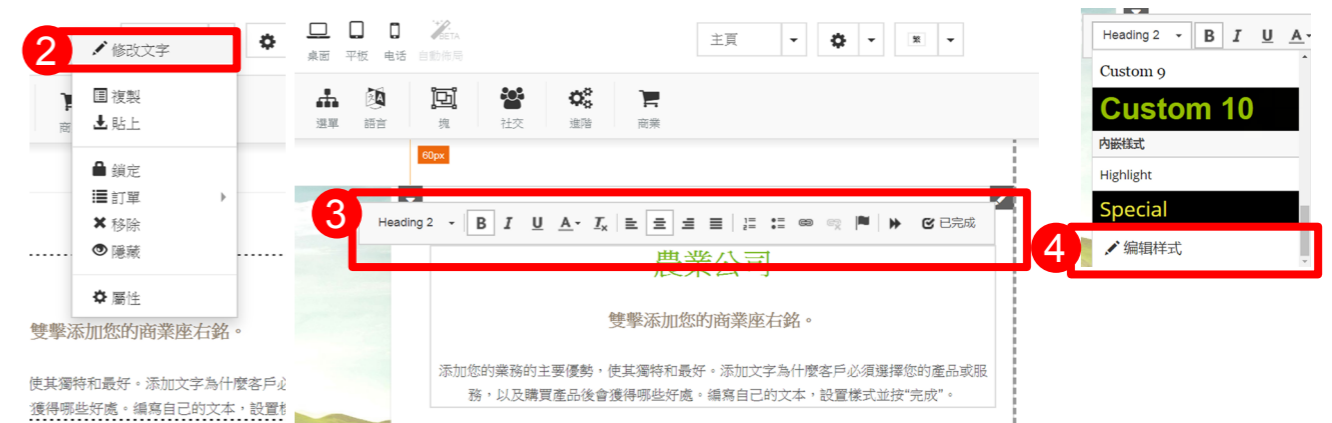 2
修改文字
複製
貼上
鎖定
訂單
移除
隱藏
屬性
雙擊添加您的商業座右銘。
使其獨特和最好。添加文字為什麼客戶必
獲得哪些好處。編寫自己的文本,設置
桌面
平板
电话
BETA
自動佈局
主頁
繁
選單
語言
塊
社交
進階
商業
60px
3
Heading 2
B I U A Ix
已完成
農業公司
雙擊添加您的商業座右銘。
添加您的業務的主要優勢,使其獨特和最好。添加文字為什麼客戶必須選擇您的產品或服
務,以及購買產品後會獲得哪些好處。編寫自己的文本,設置樣式並按“完成”。
Heading 2 B I U A
Custom 9
Custom 10
内嵌樣式
Highlight
Special
4
编辑样式